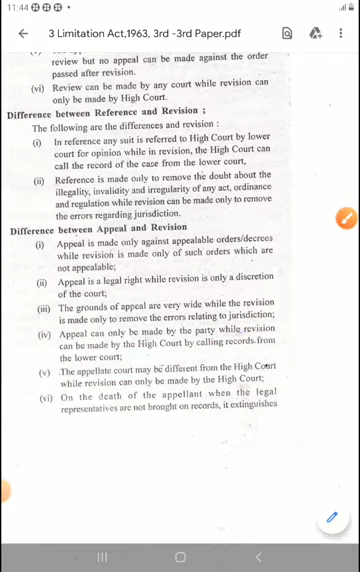 11:44
3 Limitation Act,1963, 3rd -3rd Paper.pdf
review but no appeal can be made against the order
passed after revision.
(vi) Review can be made by any court while revision can
only be made by High Court.
Difference between Reference and Revision ;
The following are the differences and revision :
(i) In reference any suit is referred to High Court by lower
court for opinion while in revision, the High Court can
call the record of the case from the lower court,
(ii) Reference is made only to remove the doubt about the
illegality, invalidity and irregularity of any act, ordinance
and regulation while revision can be made only to remove
the errors regarding jurisdiction.
Difference between Appeal and Revision
(i) Appeal is made only against appealable orders/decrees
while revision is made only of such orders which are
not appealable;
(ii) Appeal is a legal right while revision is only a discretion
of the court;
(iii) The grounds of appeal are very wide while the revision
is made only to remove the errors relating to jurisdiction;
(iv) Appeal can only be made by the party while revision
can be made by the High Court by calling records from
the lower court;
(v) The appellate court may be different from the High Court
while revision can only be made by the High Court;
(vi) On the death of the appellant when the legal
representatives are not brought on records, it extinguishes